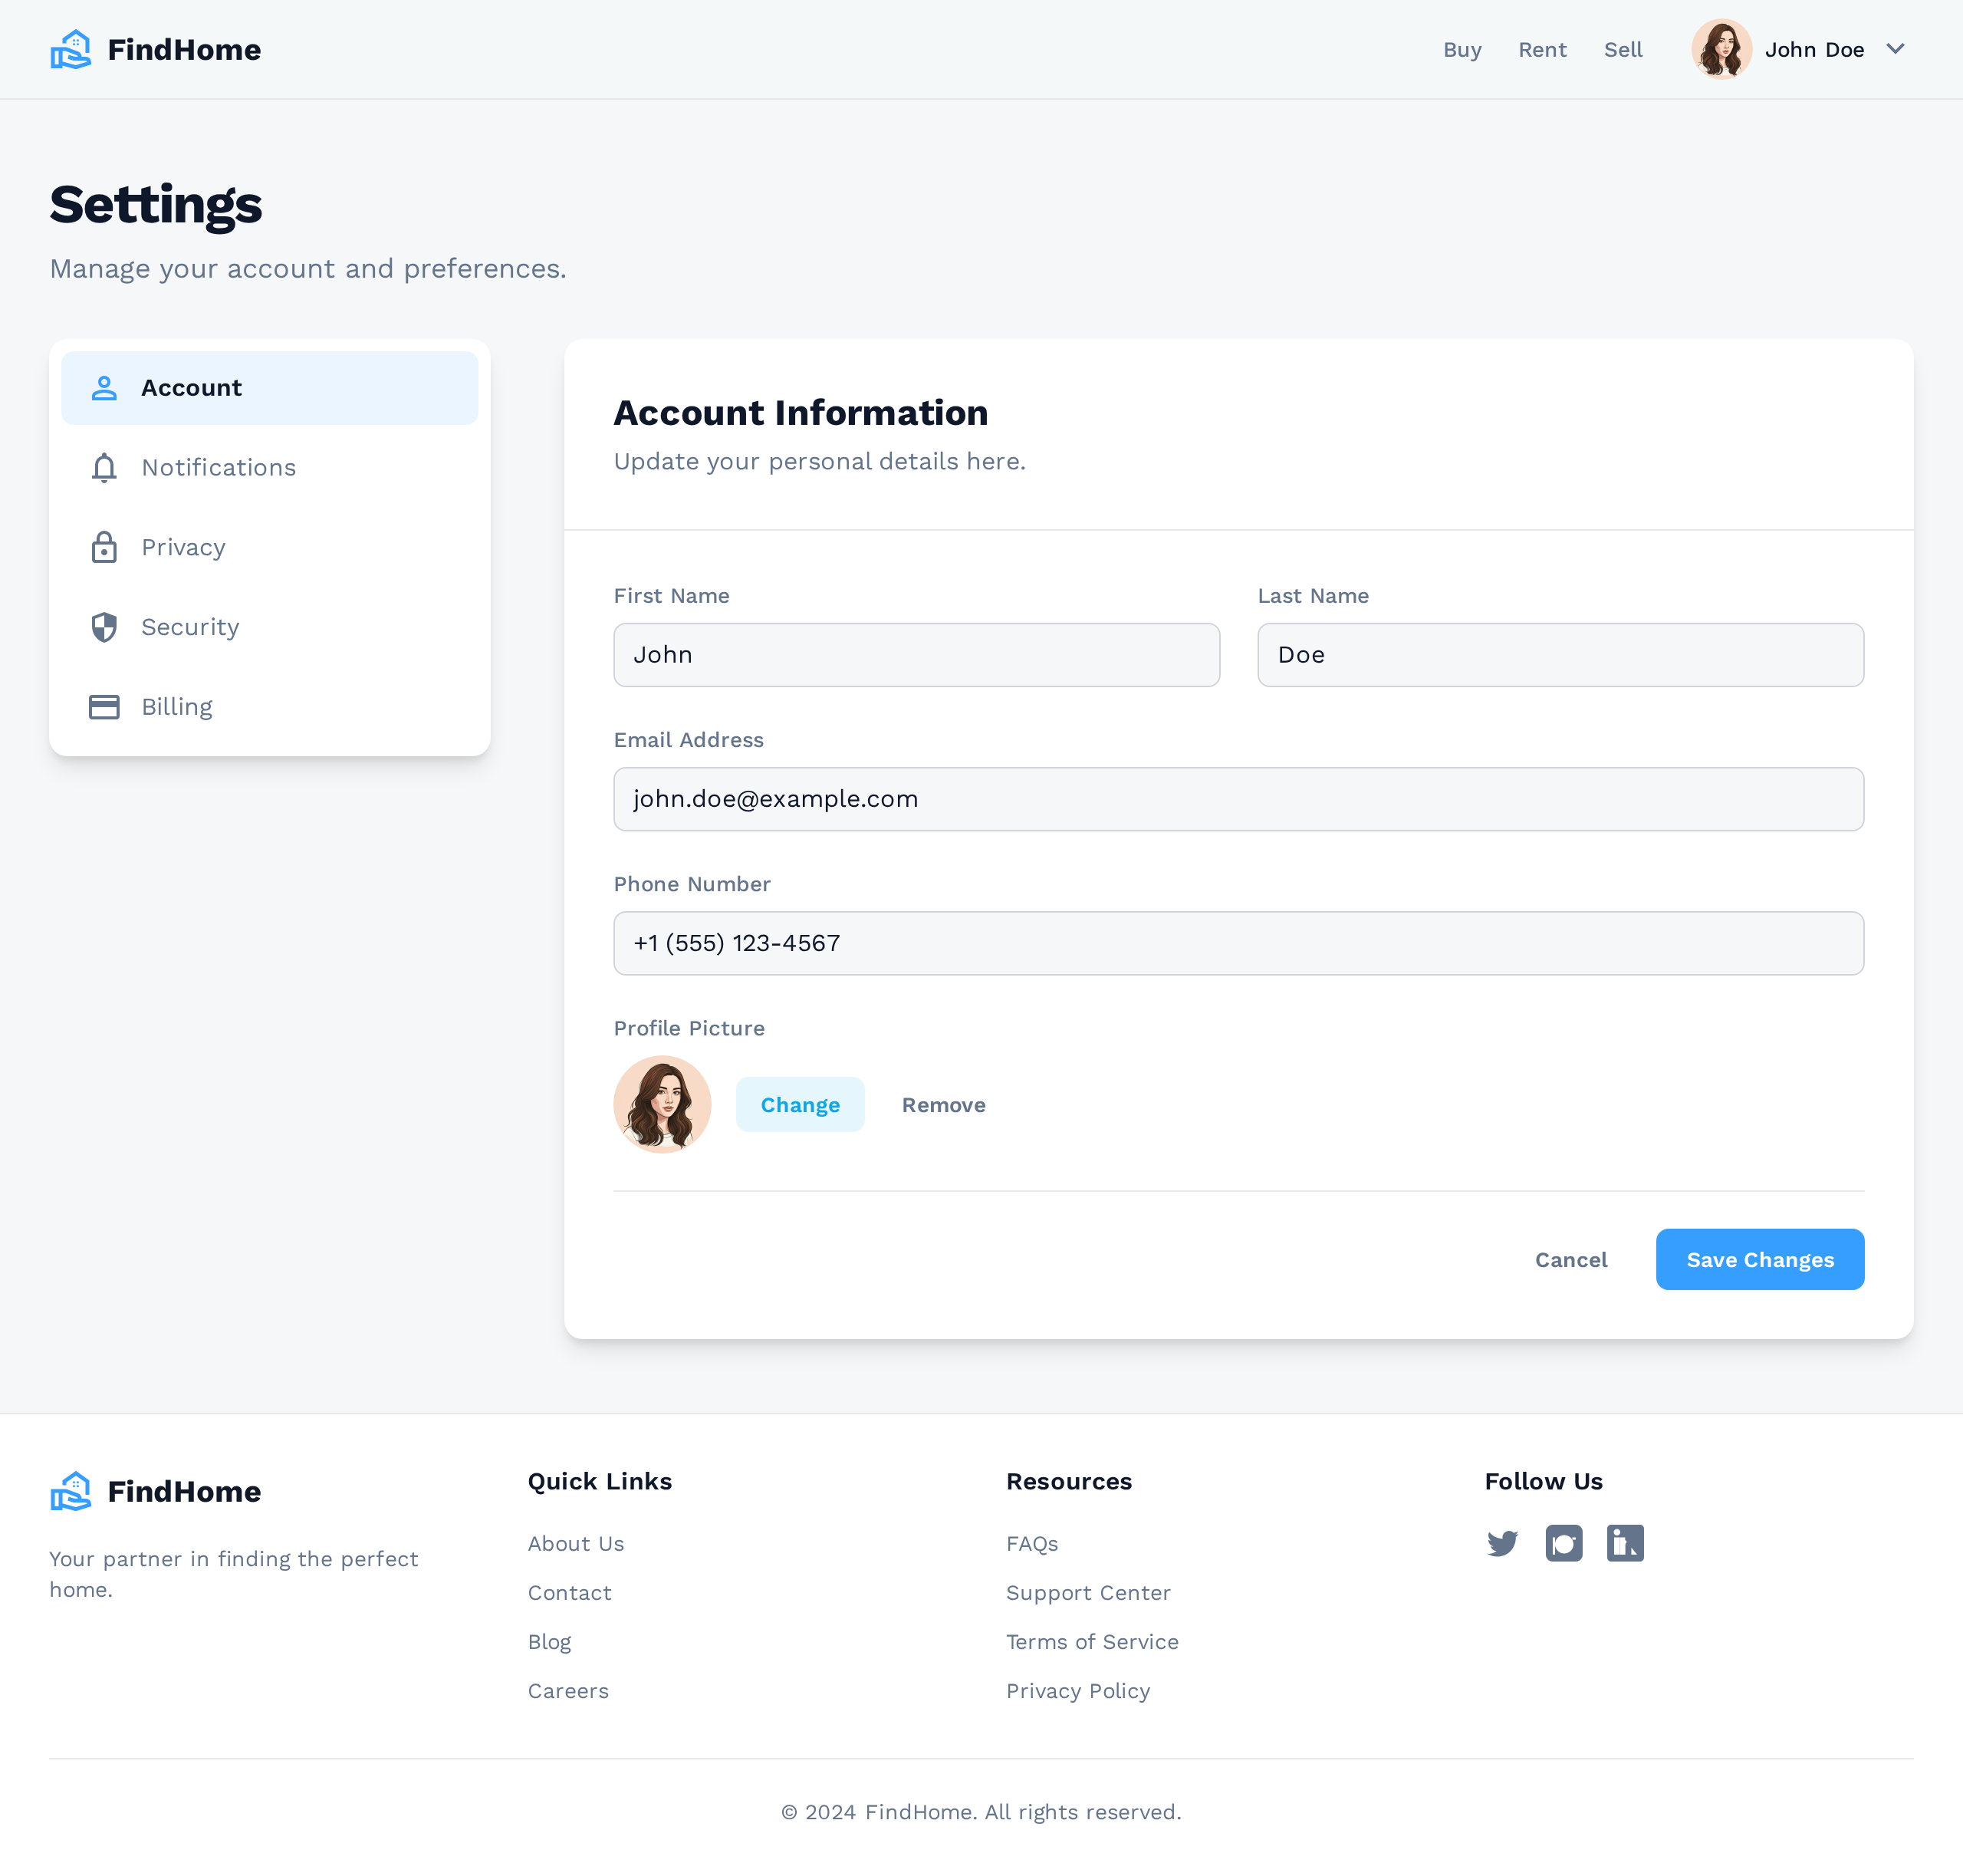 FindHome
Buy
Rent
Sell
John Doe
Settings
Manage your account and preferences.
Account
Notifications
Privacy
Security
Billing
Account Information
Update your personal details here.
First Name
Last Name
John
Doe
Email Address
john.doe@example.com
Phone Number
+1 (555) 123-4567
Profile Picture
Change
Remove
Cancel
Save Changes
FindHome
Your partner in finding the perfect
home.
Quick Links
About Us
Contact
Blog
Careers
Resources
FAQs
Support Center
Terms of Service
Privacy Policy
Follow Us
© 2024 FindHome. All rights reserved.